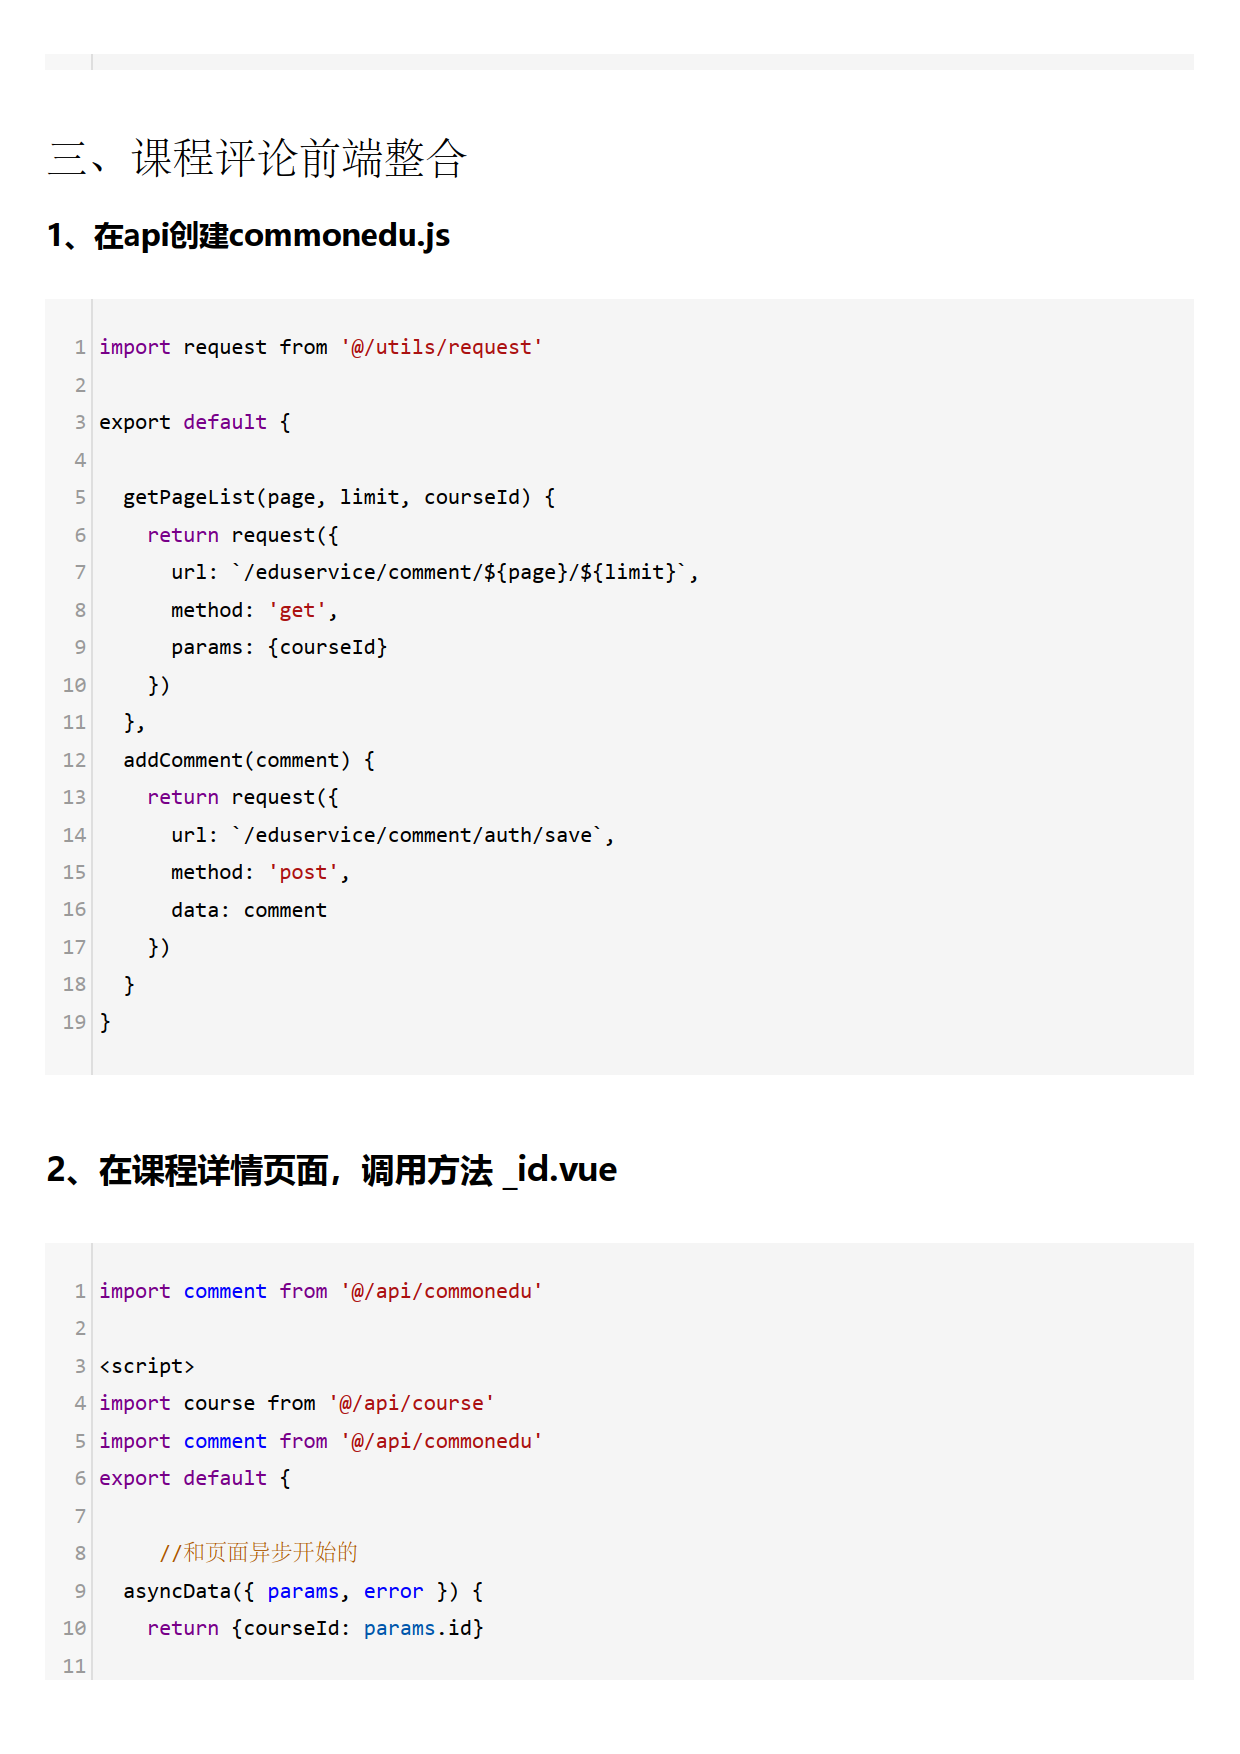 三、课程评论前端整合
1、在api创建commonedu.js
1 import request from '@/utils/request'
2
3 export default {
4
5   getPageList(page, limit, courseId) {
6     return request({
7       url: `/eduservice/comment/${page}/${limit}`,
8       method: 'get',
9       params: {courseId}
10     })
11   },
12   addComment(comment) {
13     return request({
14       url: `/eduservice/comment/auth/save`,
15       method: 'post',
16       data: comment
17     })
18   }
19 }
2、在课程详情页面，调用方法 _id.vue
1 import comment from '@/api/commonedu'
2
3 <script>
4 import course from '@/api/course'
5 import comment from '@/api/commonedu'
6 export default {
7
8      //和页面异步开始的
9   asyncData({ params, error }) {
10     return {courseId: params.id}
11